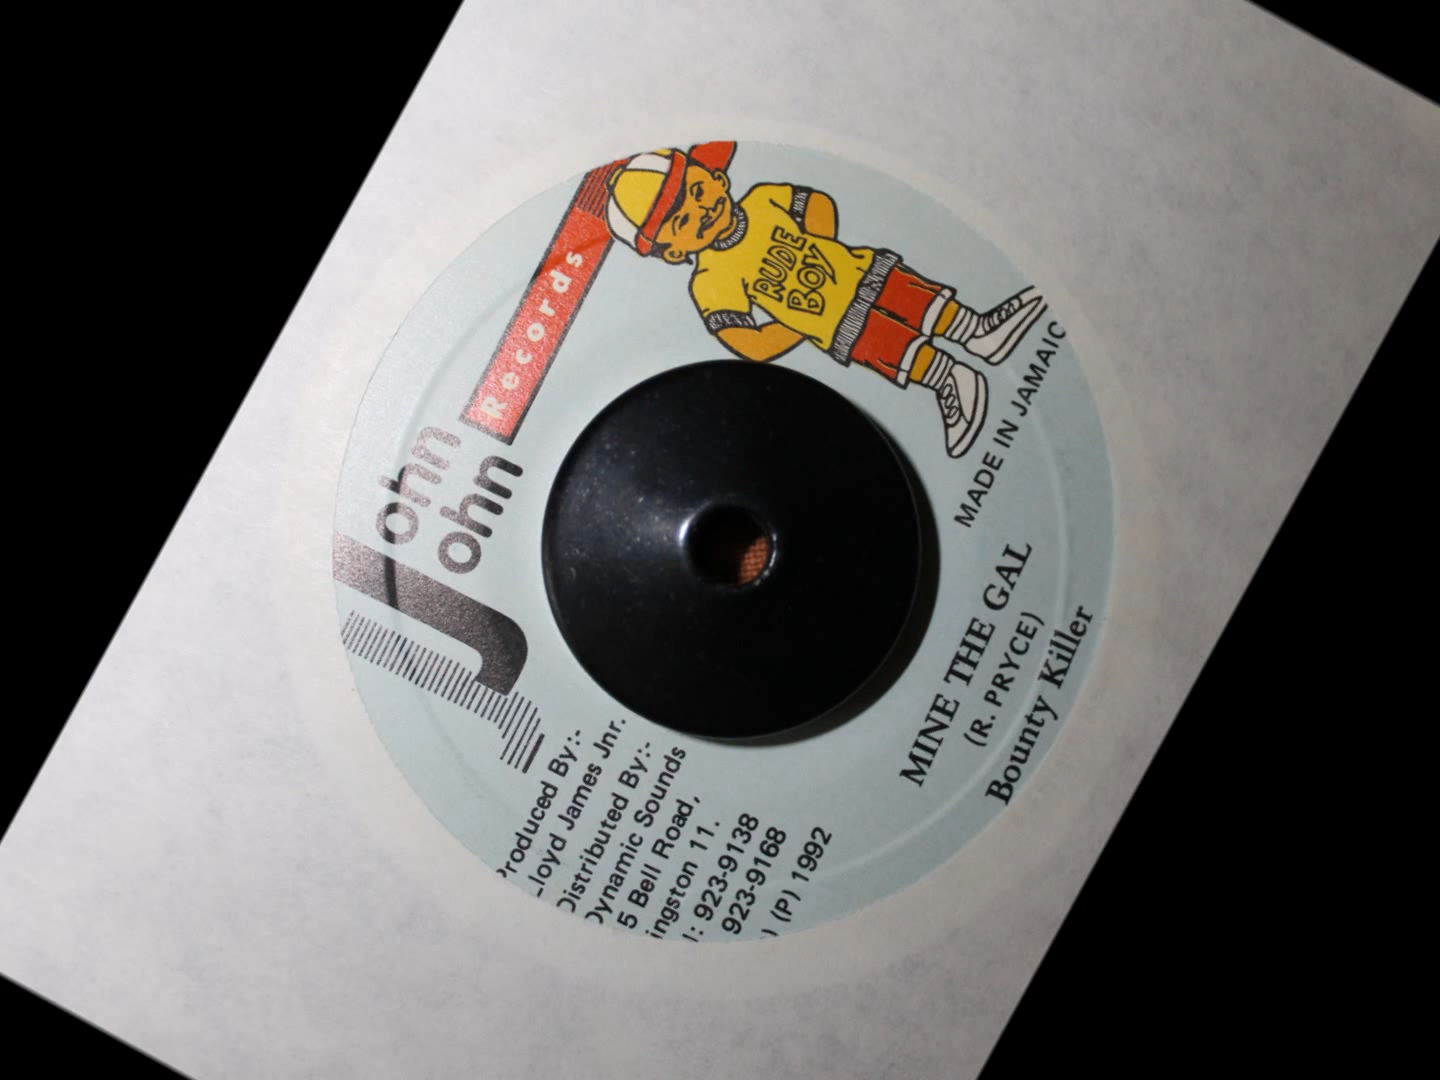 John
John
Records
RUDE
BOY
Produced By:-
Lloyd James Jnr.
Distributed By:-
Dynamic Sounds
15 Bell Road,
ingston 11.
l: 923-9138
923-9168
) (P) 1992
MADE IN JAMAIC
MINE THE GAL
(R. PRYCE)
Bounty Killer